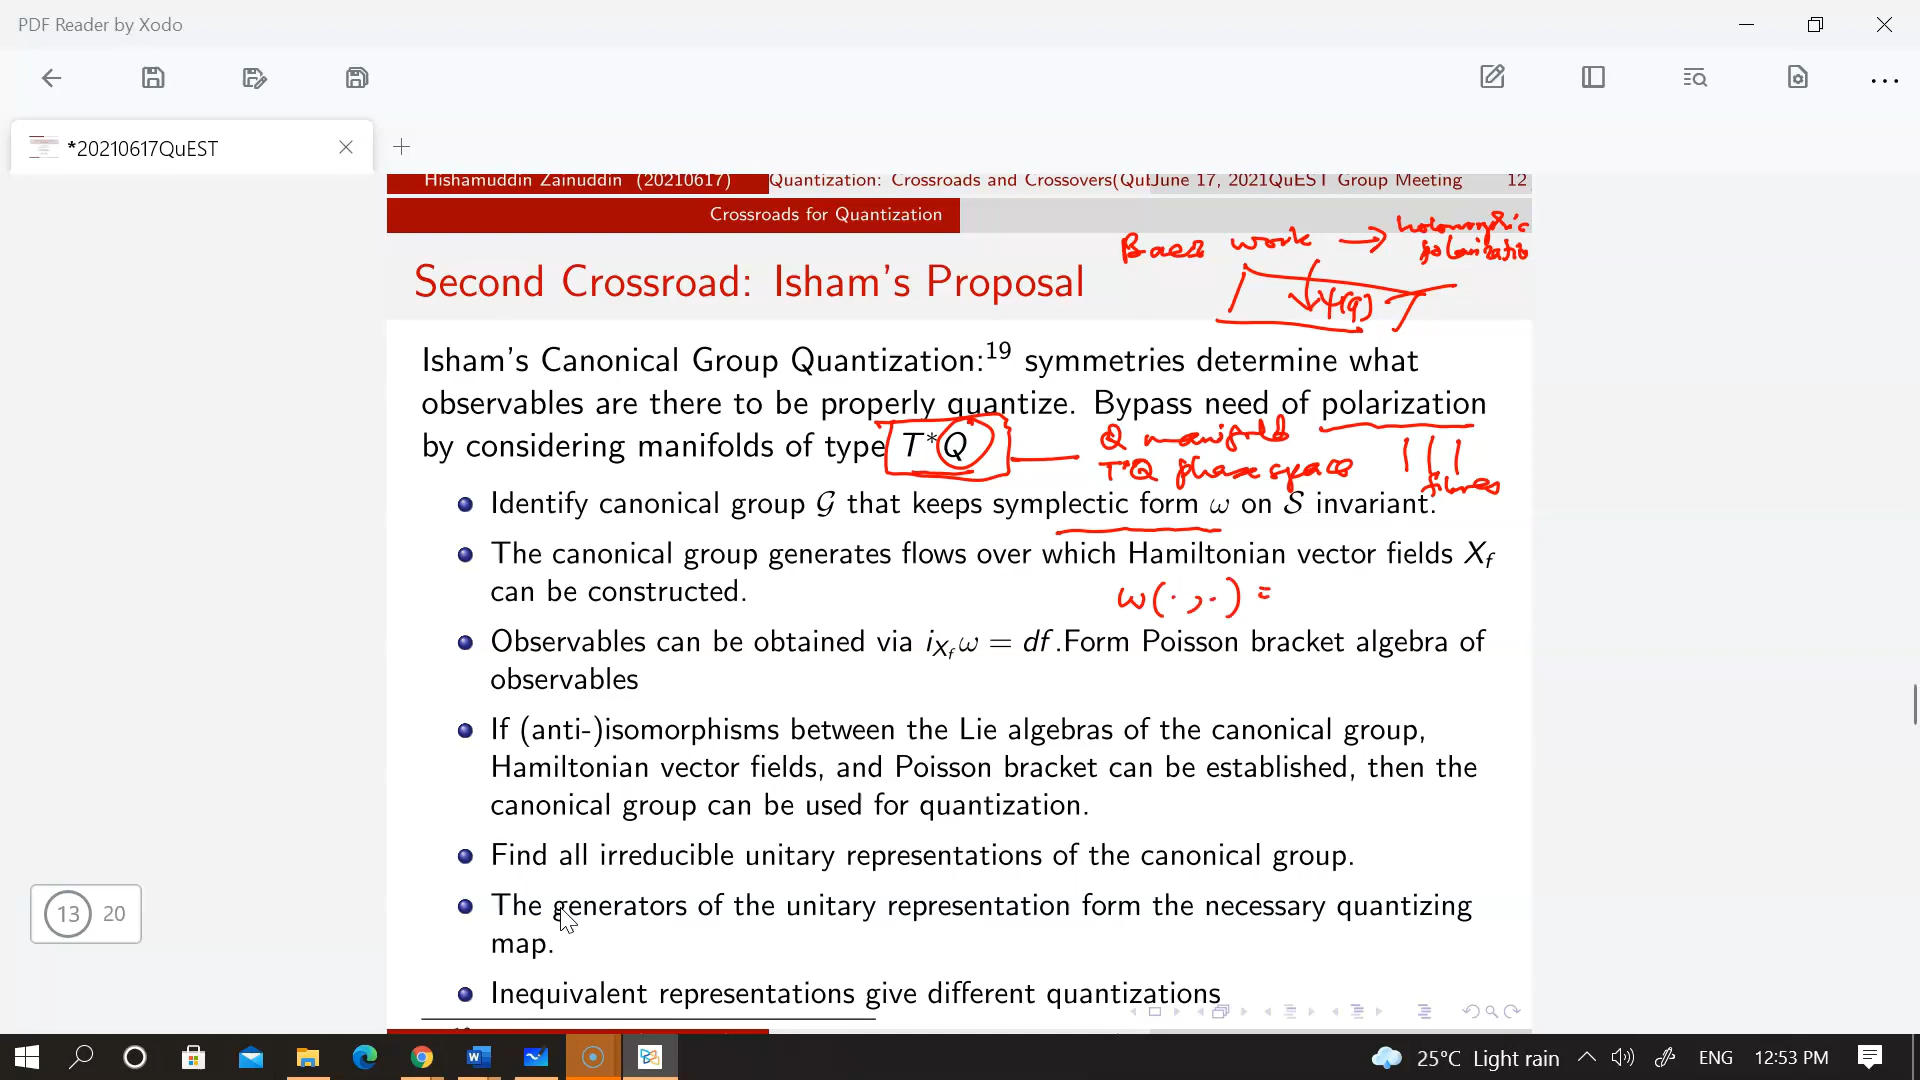 PDF Reader by Xodo
*20210617QuEST
Hishamuddin Zainuddin (20210617)
Quantization: Crossroads and Crossovers(QuE
June 17, 2021QuEST Group Meeting
12
Crossroads for Quantization
work → holomorphic
polarization
Second Crossroad: Isham's Proposal
ψ(q)
Isham's Canonical Group Quantization:¹⁹ symmetries determine what
observables are there to be properly quantize. Bypass need of polarization
by considering manifolds of type T*Q
Q manifold
T*Q phase space
fibres
Identify canonical group 𝒢 that keeps symplectic form ω on 𝒮 invariant.
The canonical group generates flows over which Hamiltonian vector fields X_f
can be constructed.
ω(· , ·) =
Observables can be obtained via i_{X_f}ω = df.Form Poisson bracket algebra of
observables
If (anti-)isomorphisms between the Lie algebras of the canonical group,
Hamiltonian vector fields, and Poisson bracket can be established, then the
canonical group can be used for quantization.
Find all irreducible unitary representations of the canonical group.
The generators of the unitary representation form the necessary quantizing
map.
Inequivalent representations give different quantizations
13 20
25°C Light rain
ENG
12:53 PM